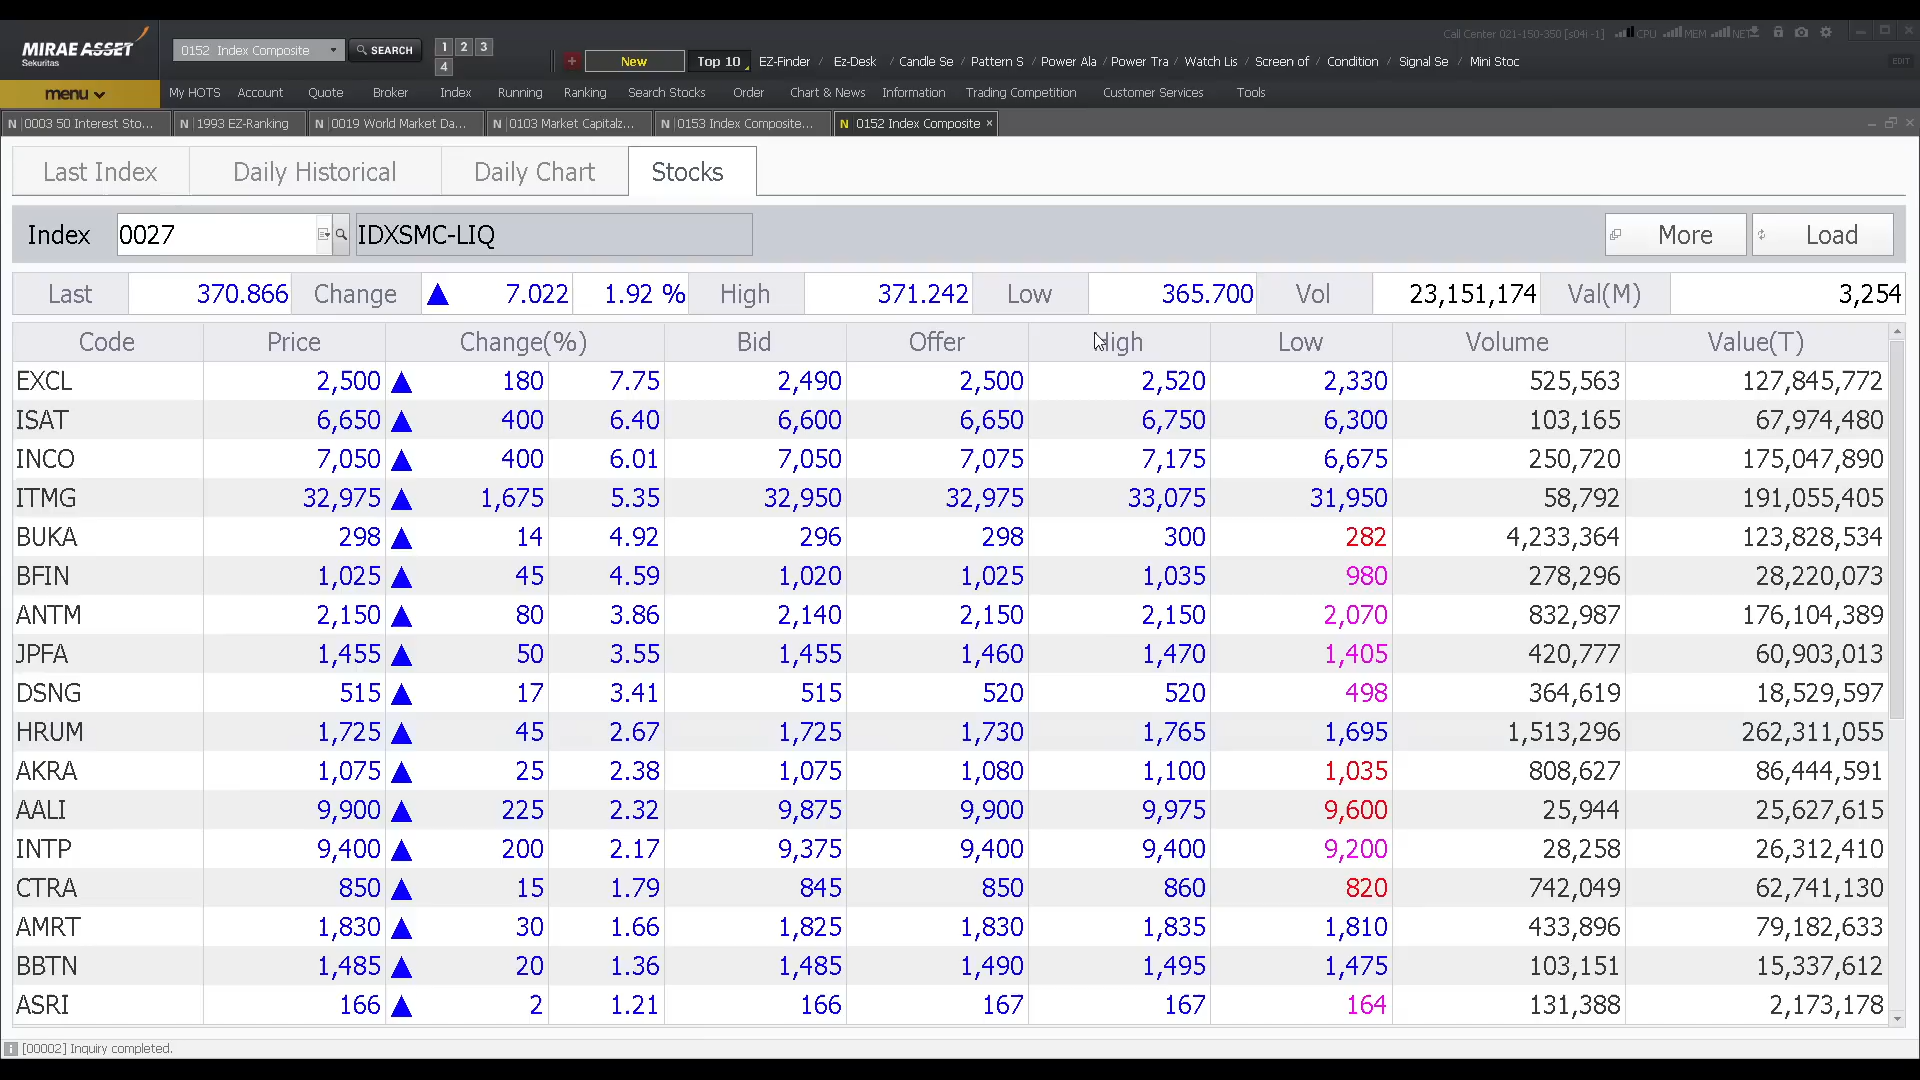 Call Center 021-150-350 [s04i -1] CPU MEM NET
MIRAE ASSET
Sekuritas
0152 Index Composite SEARCH 1 2 3
4
New Top 10 EZ-Finder / Ez-Desk / Candle Se / Pattern S / Power Ala / Power Tra / Watch Lis / Screen of / Condition / Signal Se / Mini Stoc EDIT
menu My HOTS Account Quote Broker Index Running Ranking Search Stocks Order Chart & News Information Trading Competition Customer Services Tools
N 0003 50 Interest Sto... N 1993 EZ-Ranking N 0019 World Market Da... N 0103 Market Capitalz... N 0153 Index Composite... N 0152 Index Composite ×
Last Index Daily Historical Daily Chart Stocks
Index 0027 IDXSMC-LIQ More Load
Last 370.866 Change ▲ 7.022 1.92 % High 371.242 Low 365.700 Vol 23,151,174 Val(M) 3,254
Code Price Change(%) Bid Offer High Low Volume Value(T)
EXCL 2,500 ▲ 180 7.75 2,490 2,500 2,520 2,330 525,563 127,845,772
ISAT 6,650 ▲ 400 6.40 6,600 6,650 6,750 6,300 103,165 67,974,480
INCO 7,050 ▲ 400 6.01 7,050 7,075 7,175 6,675 250,720 175,047,890
ITMG 32,975 ▲ 1,675 5.35 32,950 32,975 33,075 31,950 58,792 191,055,405
BUKA 298 ▲ 14 4.92 296 298 300 282 4,233,364 123,828,534
BFIN 1,025 ▲ 45 4.59 1,020 1,025 1,035 980 278,296 28,220,073
ANTM 2,150 ▲ 80 3.86 2,140 2,150 2,150 2,070 832,987 176,104,389
JPFA 1,455 ▲ 50 3.55 1,455 1,460 1,470 1,405 420,777 60,903,013
DSNG 515 ▲ 17 3.41 515 520 520 498 364,619 18,529,597
HRUM 1,725 ▲ 45 2.67 1,725 1,730 1,765 1,695 1,513,296 262,311,055
AKRA 1,075 ▲ 25 2.38 1,075 1,080 1,100 1,035 808,627 86,444,591
AALI 9,900 ▲ 225 2.32 9,875 9,900 9,975 9,600 25,944 25,627,615
INTP 9,400 ▲ 200 2.17 9,375 9,400 9,400 9,200 28,258 26,312,410
CTRA 850 ▲ 15 1.79 845 850 860 820 742,049 62,741,130
AMRT 1,830 ▲ 30 1.66 1,825 1,830 1,835 1,810 433,896 79,182,633
BBTN 1,485 ▲ 20 1.36 1,485 1,490 1,495 1,475 103,151 15,337,612
ASRI 166 ▲ 2 1.21 166 167 167 164 131,388 2,173,178
[00002] Inquiry completed.